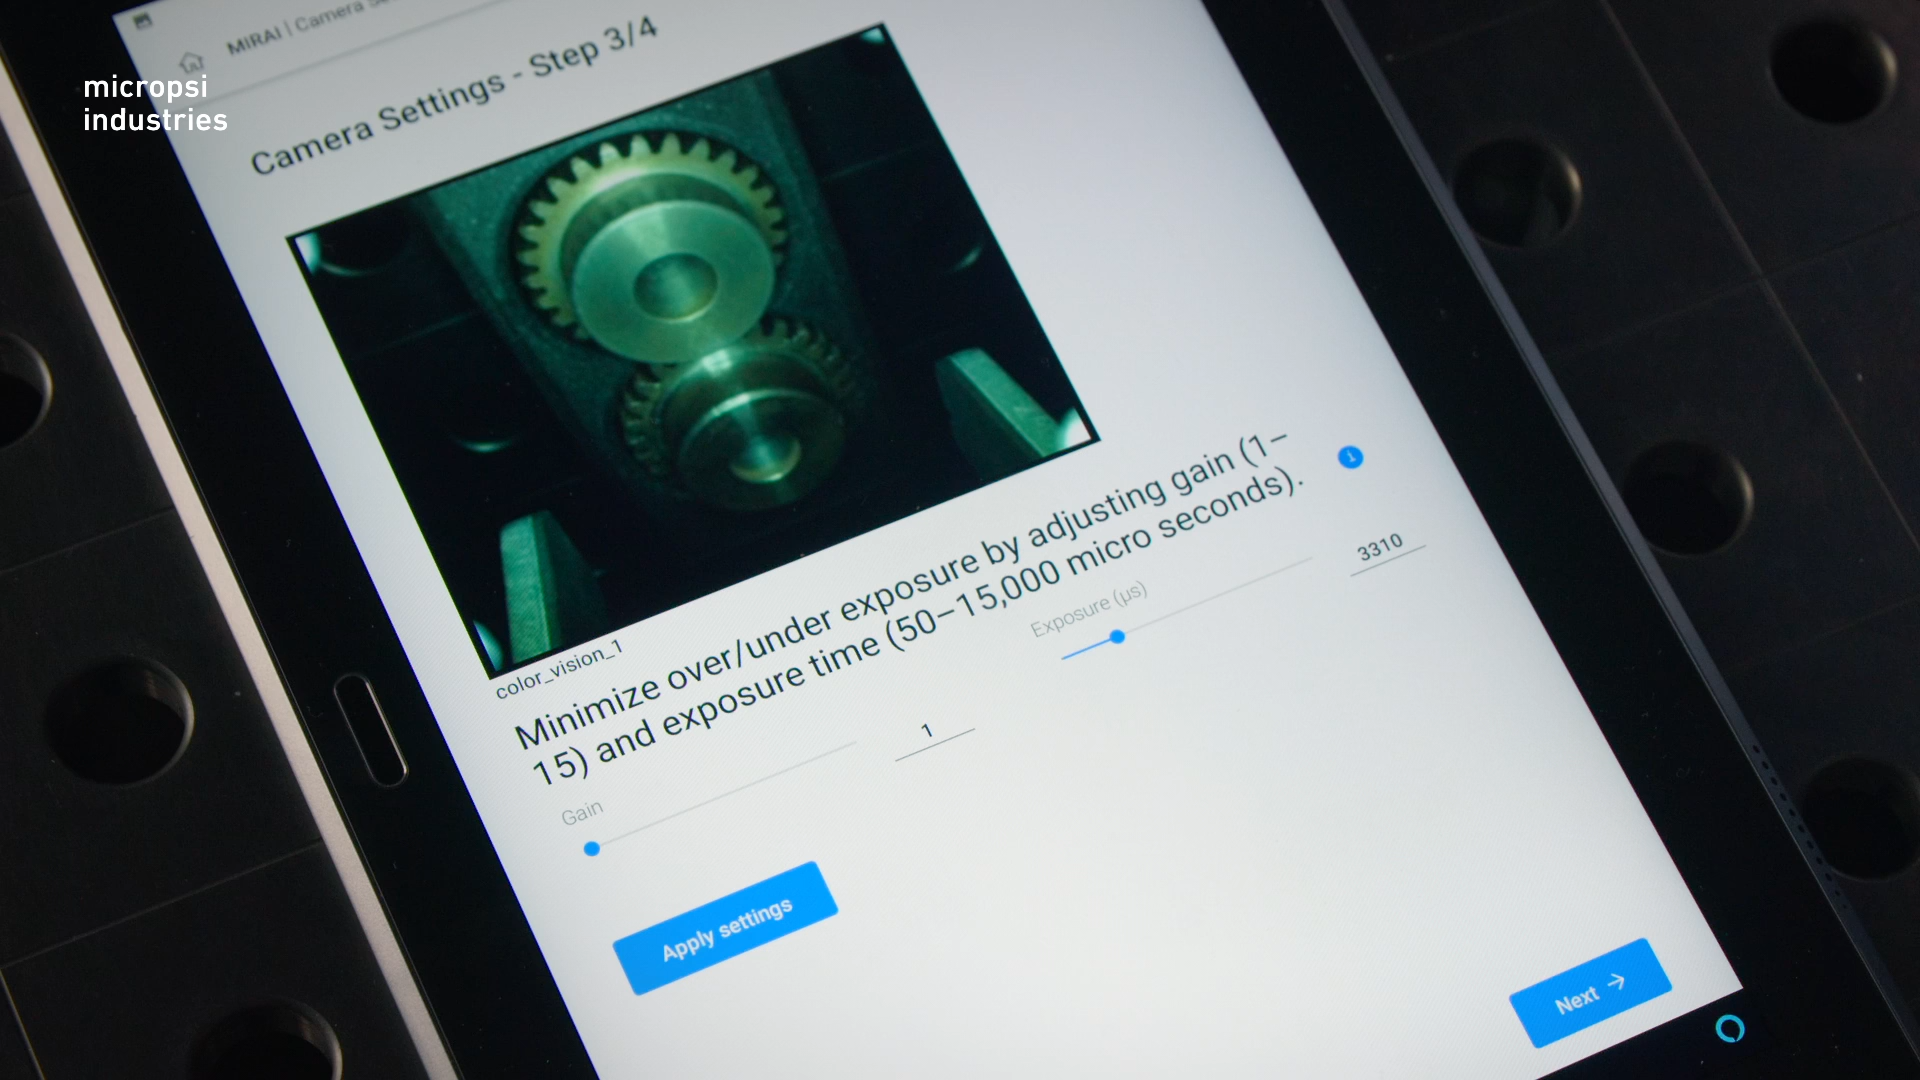 micropsi
industries
MIRAI | Camera
Camera Settings - Step 3/4
color_vision_1
Minimize over/under exposure by adjusting gain (1–
15) and exposure time (50–15,000 micro seconds).
i
Gain
1
Exposure (µs)
3310
Apply settings
Next →